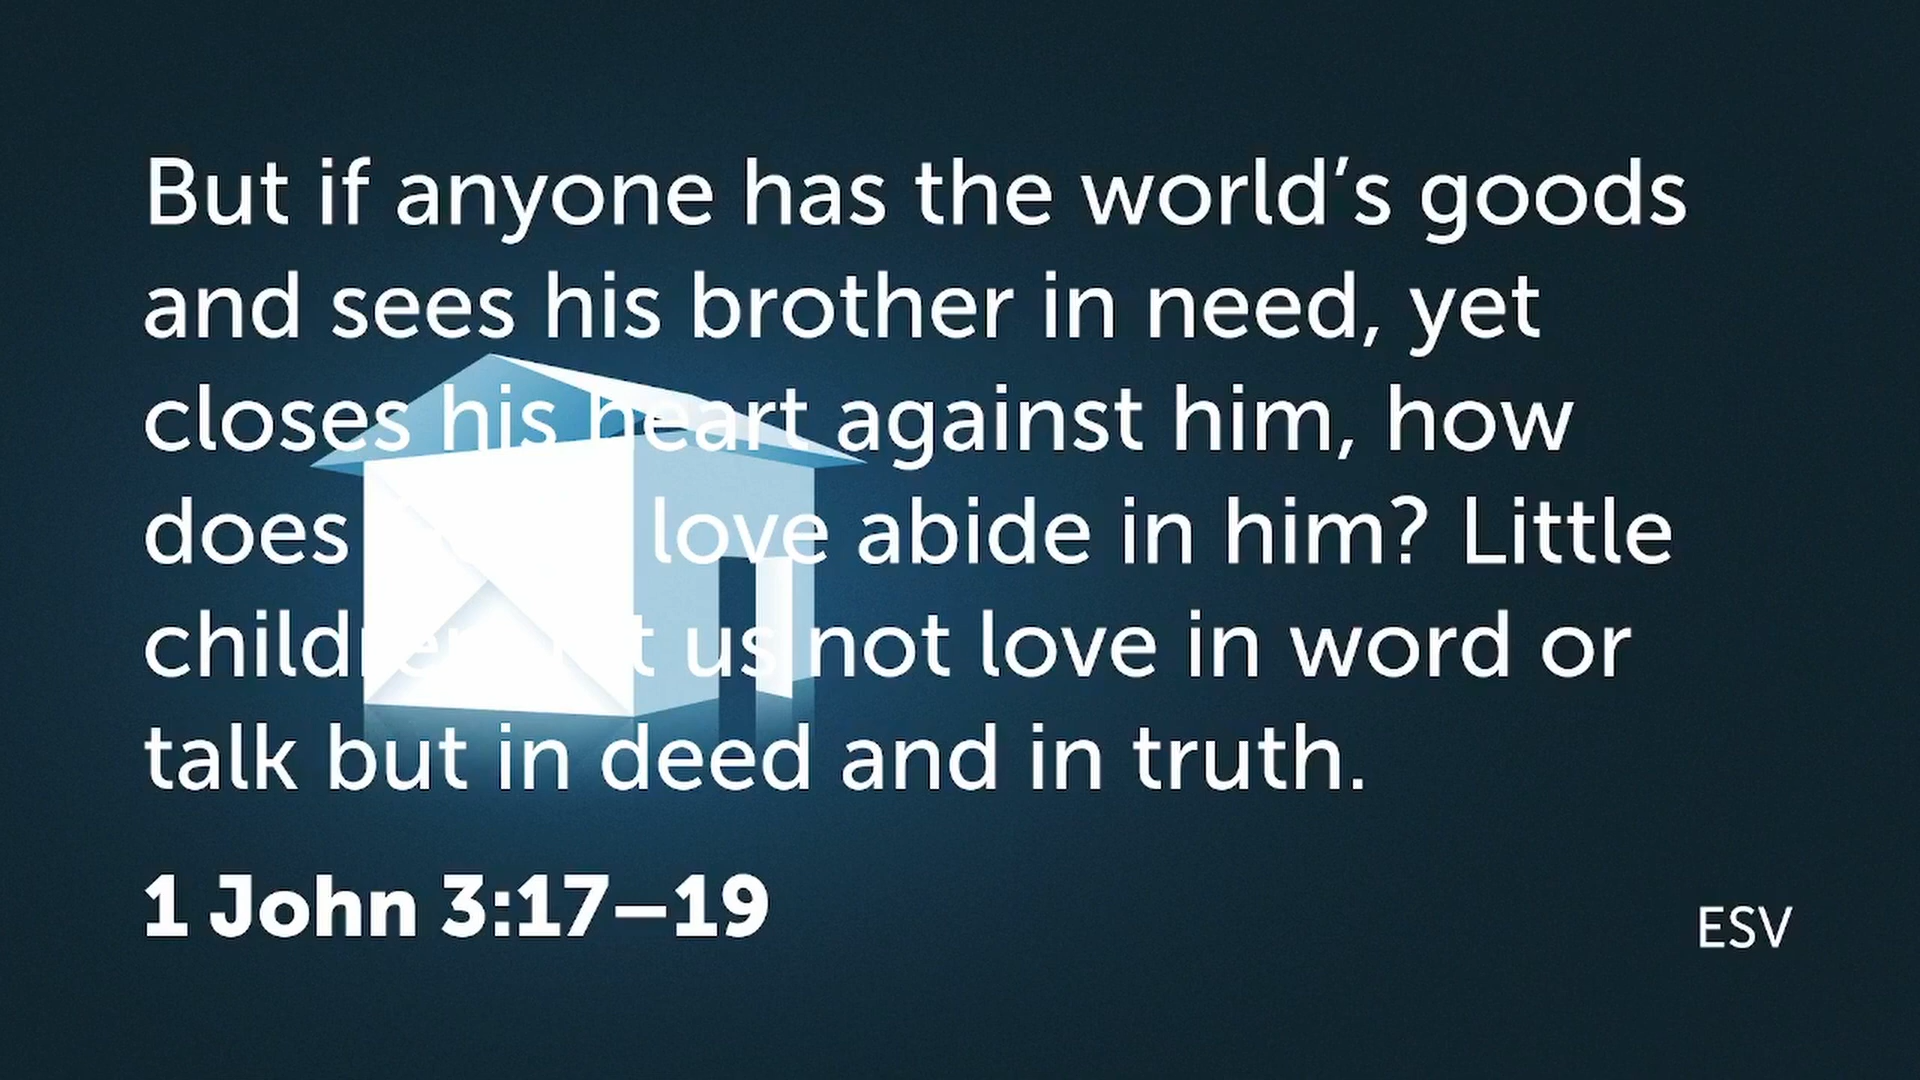 But if anyone has the world’s goods
and sees his brother in need, yet
closes his heart against him, how
does love abide in him? Little
children, let us not love in word or
talk but in deed and in truth.
1 John 3:17–19
ESV